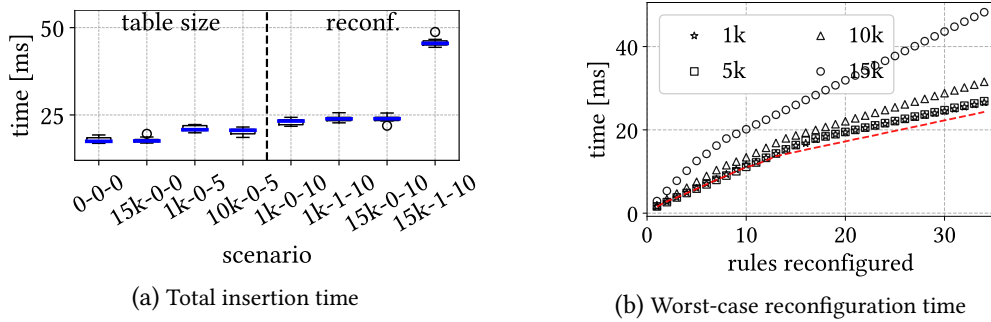 table size
reconf.
50
25
time [ms]
0-0-0
15k-0-0
1k-0-5
10k-0-5
1k-0-10
1k-1-10
15k-0-10
15k-1-10
scenario
(a) Total insertion time
1k
10k
5k
15k
40
20
0
time [ms]
0
10
20
30
rules reconfigured
(b) Worst-case reconfiguration time